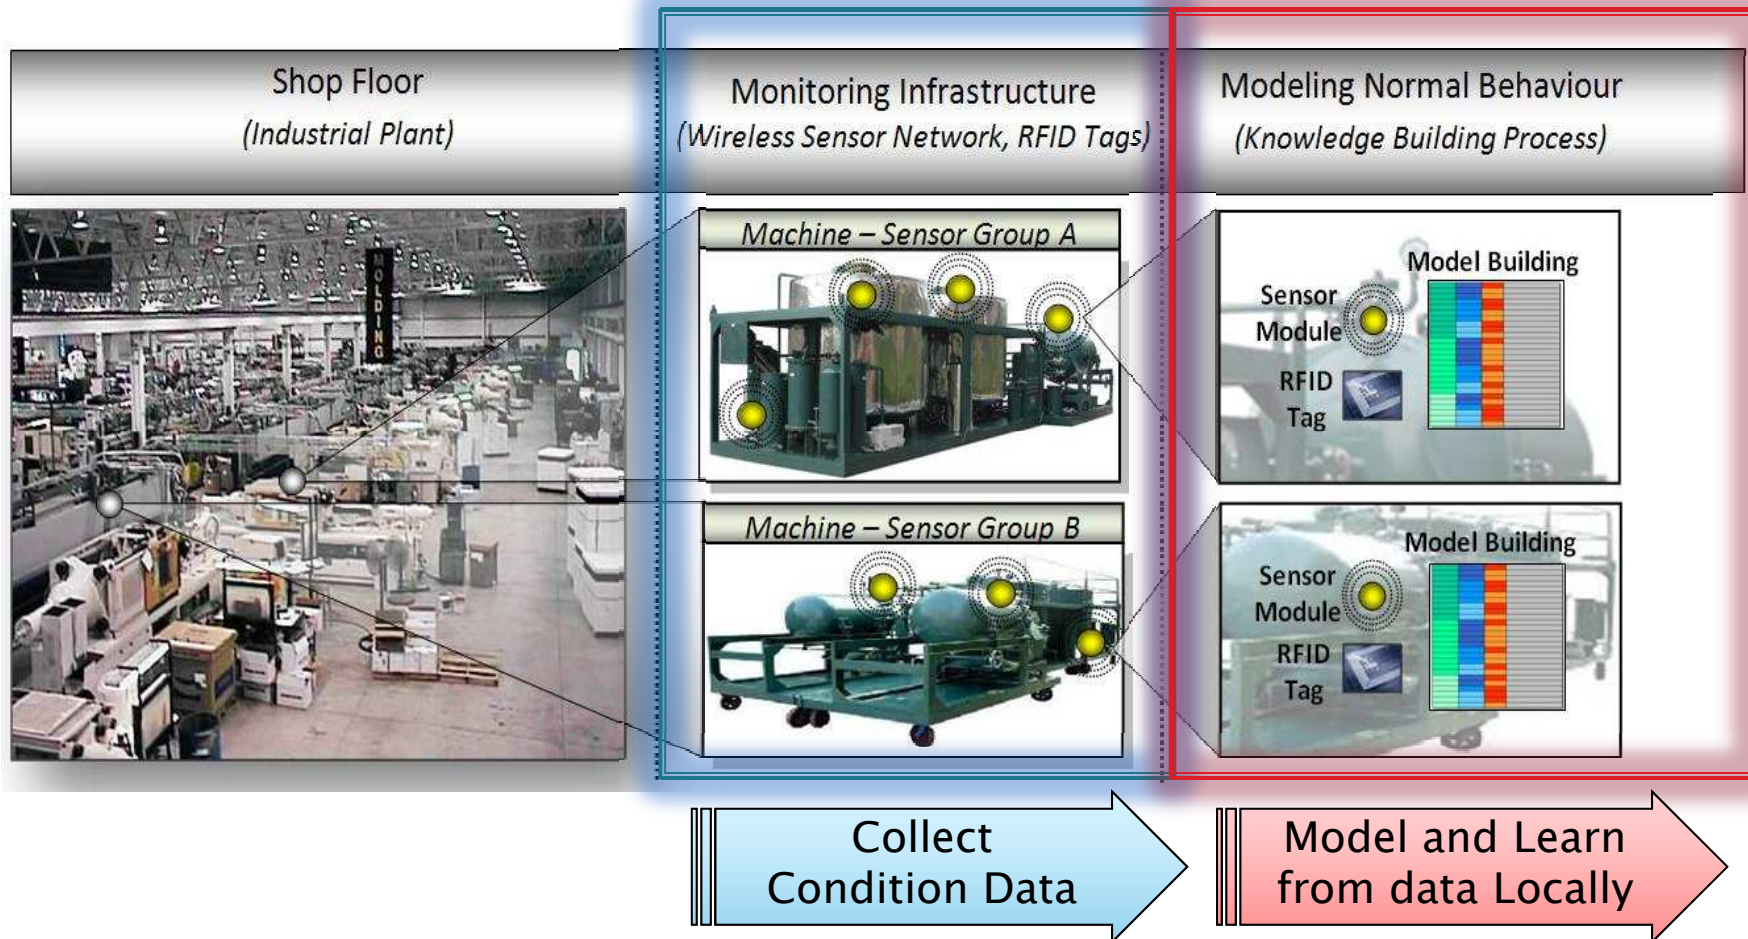 Shop Floor
(Industrial Plant)
Monitoring Infrastructure
(Wireless Sensor Network, RFID Tags)
Modeling Normal Behaviour
(Knowledge Building Process)
MOLDING
Machine – Sensor Group A
Model Building
Sensor
Module
RFID
Tag
Machine – Sensor Group B
Model Building
Sensor
Module
RFID
Tag
Collect
Condition Data
Model and Learn
from data Locally